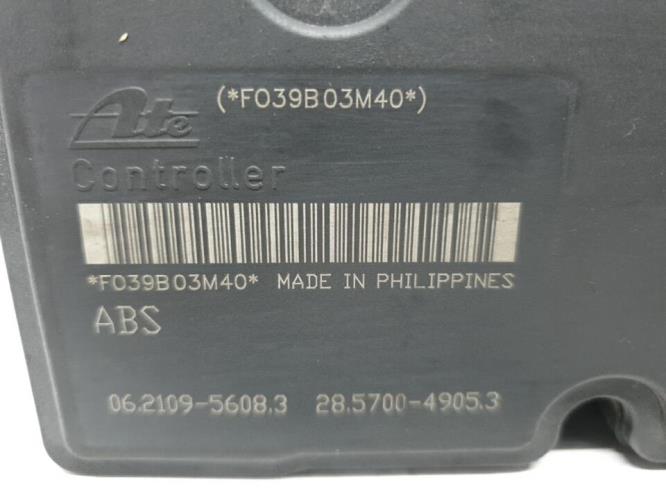 (*F039B03M40*)
Ate
Controller
*F039B03M40* MADE IN PHILIPPINES
ABS
06.2109-5608.3 28.5700-4905.3